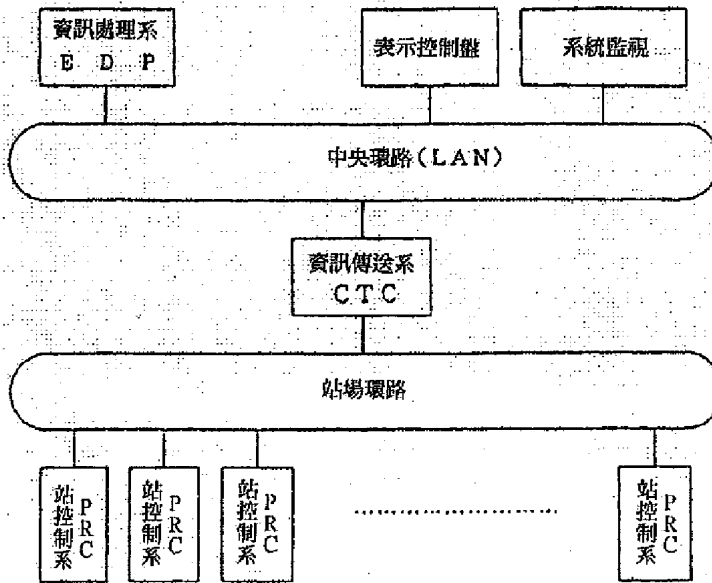 資訊處理系
E D P
表示控制盤
系統監視
中央環路(LAN)
資訊傳送系
CTC
站場環路
站控制系
PRC
站控制系
PRC
站控制系
PRC
站控制系
PRC